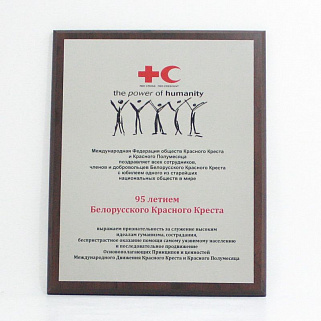 the power of humanity
Международная Федерация обществ Красного Креста
и Красного Полумесяца
поздравляет всех сотрудников,
членов и добровольцев Белорусского Красного Креста
с юбилеем одного из старейших
национальных обществ в мире
95 летием
Белорусского Красного Креста
выражаем признательность за служение высоким
идеалам гуманизма, сострадания,
беспристрастное оказание помощи самому уязвимому населению
и последовательное продвижение
Основополагающих Принципов и ценностей
Международного Движения Красного Креста и Красного Полумесяца